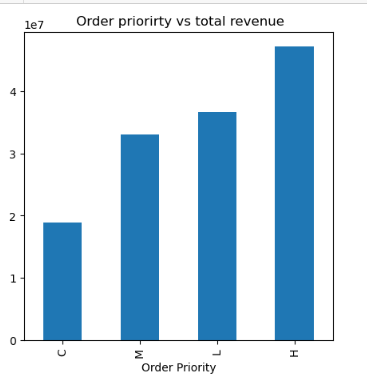 Order priorirty vs total revenue
1e7
4
3
2
1
0
C M L H
Order Priority